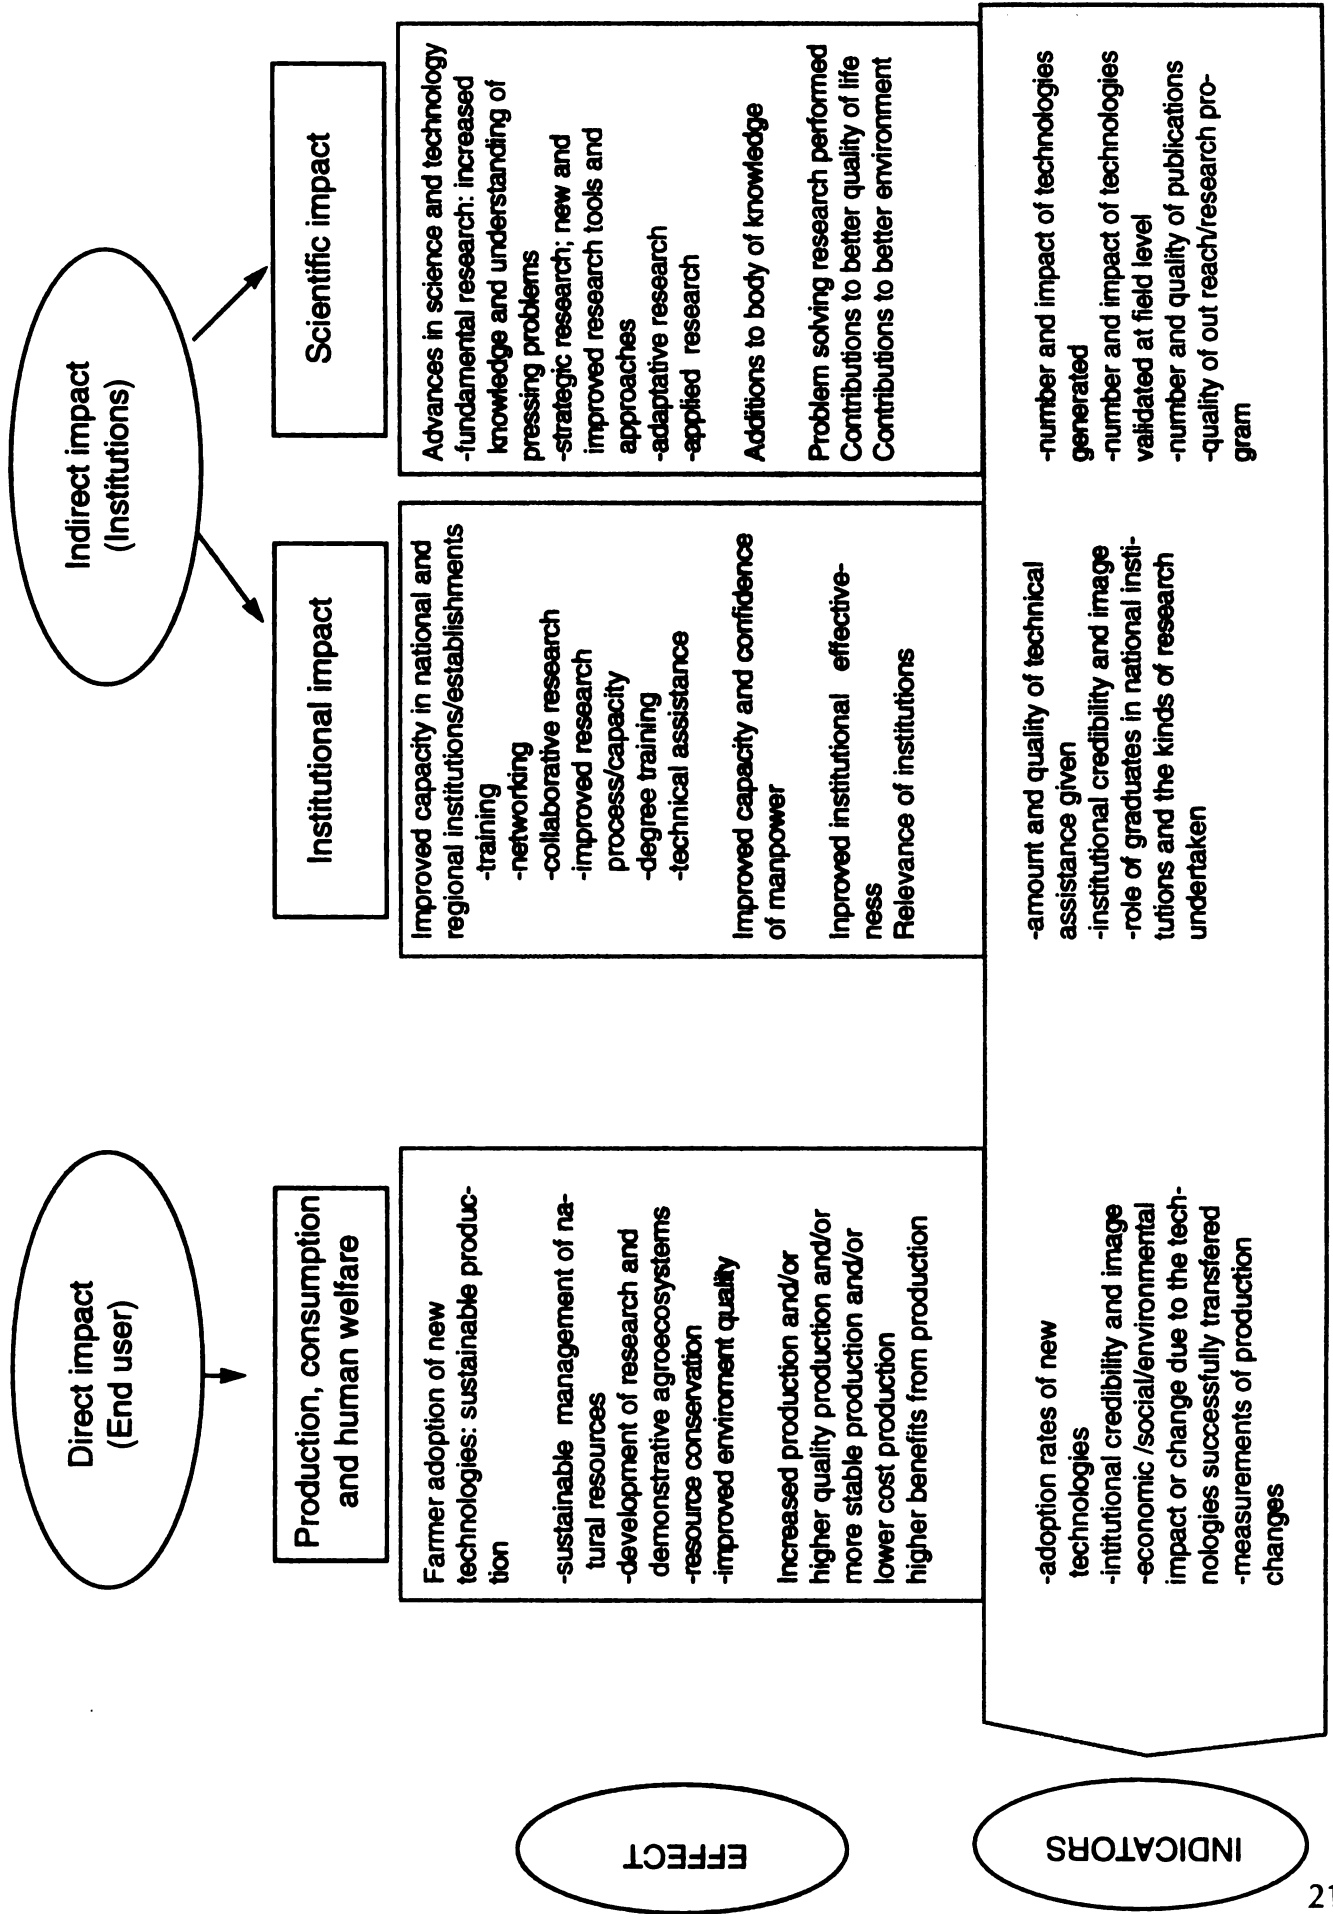 Direct impact
(End user)
Indirect impact
(Institutions)
Production, consumption
and human welfare
Institutional impact
Scientific impact
EFFECT
Farmer adoption of new
technologies: sustainable produc-
tion
-sustainable management of na-
tural resources
-development of research and
demonstrative agroecosystems
-resource conservation
-improved enviroment quality
Increased production and/or
higher quality production and/or
more stable production and/or
lower cost production
higher benefits from production
Improved capacity in national and
regional institutions/establishments
-training
-networking
-collaborative research
-improved research
process/capacity
-degree training
-technical assistance
Improved capacity and confidence
of manpower
Inproved institutional effective-
ness
Relevance of institutions
Advances in science and technology
-fundamental research: increased
knowledge and understanding of
pressing problems
-strategic research; new and
improved research tools and
approaches
-adaptative research
-applied research
Additions to body of knowledge
Problem solving research performed
Contributions to better quality of life
Contributions to better environment
INDICATORS
-adoption rates of new
technologies
-intitutional credibility and image
-economic /social/environmental
impact or change due to the tech-
nologies successfully transfered
-measurements of production
changes
-amount and quality of technical
assistance given
-institutional credibility and image
-role of graduates in national insti-
tutions and the kinds of research
undertaken
-number and impact of technologies
generated
-number and impact of technologies
validated at field level
-number and quality of publications
-quality of out reach/research pro-
gram
21